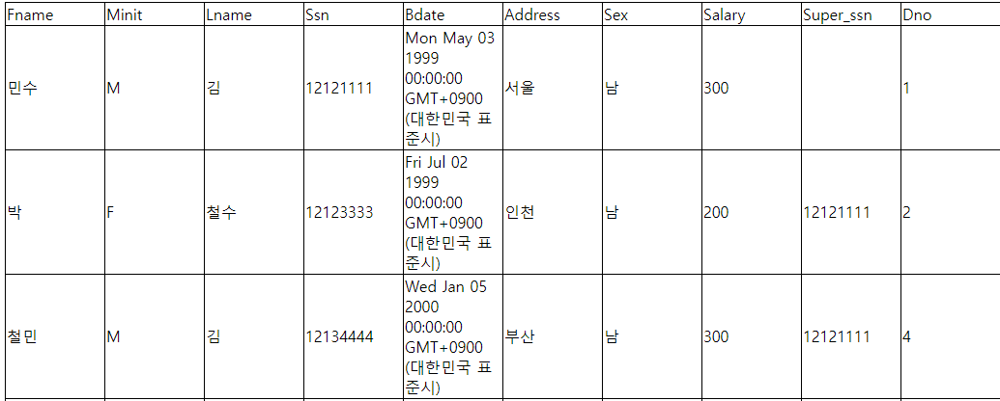 Fname Minit Lname Ssn Bdate Address Sex Salary Super_ssn Dno
민수 M 김 12121111 Mon May 03 1999 00:00:00 GMT+0900 (대한민국 표준시) 서울 남 300 1
박 F 철수 12123333 Fri Jul 02 1999 00:00:00 GMT+0900 (대한민국 표준시) 인천 남 200 12121111 2
철민 M 김 12134444 Wed Jan 05 2000 00:00:00 GMT+0900 (대한민국 표준시) 부산 남 300 12121111 4